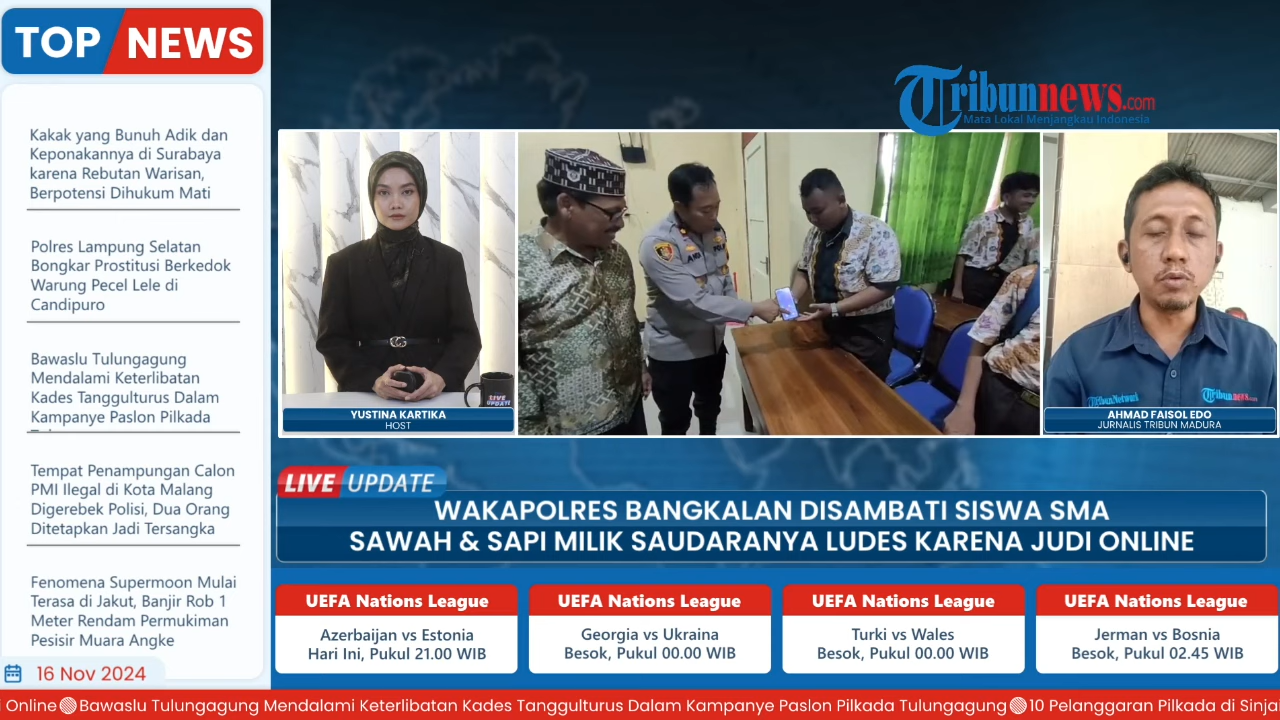 TOP NEWS
Kakak yang Bunuh Adik dan
Keponakannya di Surabaya
karena Rebutan Warisan,
Berpotensi Dihukum Mati
Polres Lampung Selatan
Bongkar Prostitusi Berkedok
Warung Pecel Lele di
Candipuro
Bawaslu Tulungagung
Mendalami Keterlibatan
Kades Tanggulturus Dalam
Kampanye Paslon Pilkada
Tempat Penampungan Calon
PMI Ilegal di Kota Malang
Digerebek Polisi, Dua Orang
Ditetapkan Jadi Tersangka
Fenomena Supermoon Mulai
Terasa di Jakut, Banjir Rob 1
Meter Rendam Permukiman
Pesisir Muara Angke
16 Nov 2024
Tribunnews.com
Mata Lokal Menjangkau Indonesia
LIVE UPDATE
YUSTINA KARTIKA
HOST
TribunNetwork
Tribunnews.com
AHMAD FAISOL EDO
JURNALIS TRIBUN MADURA
LIVE UPDATE
WAKAPOLRES BANGKALAN DISAMBATI SISWA SMA
SAWAH & SAPI MILIK SAUDARANYA LUDES KARENA JUDI ONLINE
UEFA Nations League
Azerbaijan vs Estonia
Hari Ini, Pukul 21.00 WIB
UEFA Nations League
Georgia vs Ukraina
Besok, Pukul 00.00 WIB
UEFA Nations League
Turki vs Wales
Besok, Pukul 00.00 WIB
UEFA Nations League
Jerman vs Bosnia
Besok, Pukul 02.45 WIB
i Online Bawaslu Tulungagung Mendalami Keterlibatan Kades Tanggulturus Dalam Kampanye Paslon Pilkada Tulungagung 10 Pelanggaran Pilkada di Sinja